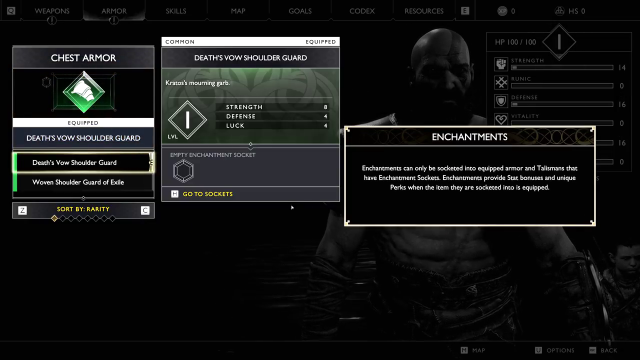 Q WEAPONS ARMOR SKILLS MAP GOALS CODEX RESOURCES E 0 HS 0
CHEST ARMOR
EQUIPPED
DEATH'S VOW SHOULDER GUARD
Death's Vow Shoulder Guard
Woven Shoulder Guard of Exile
Z SORT BY: RARITY C
COMMON EQUIPPED
DEATH'S VOW SHOULDER GUARD
Kratos's mourning garb.
I
LVL
STRENGTH 8
DEFENSE 4
LUCK 4
EMPTY ENCHANTMENT SOCKET
H GO TO SOCKETS
HP 100 / 100 I
STRENGTH 14
RUNIC 0
DEFENSE 16
VITALITY 0
16
0
ENCHANTMENTS
Enchantments can only be socketed into equipped armor and Talismans that
have Enchantment Sockets. Enchantments provide Stat bonuses and unique
Perks when the item they are socketed into is equipped.
MAP OPTIONS BACK